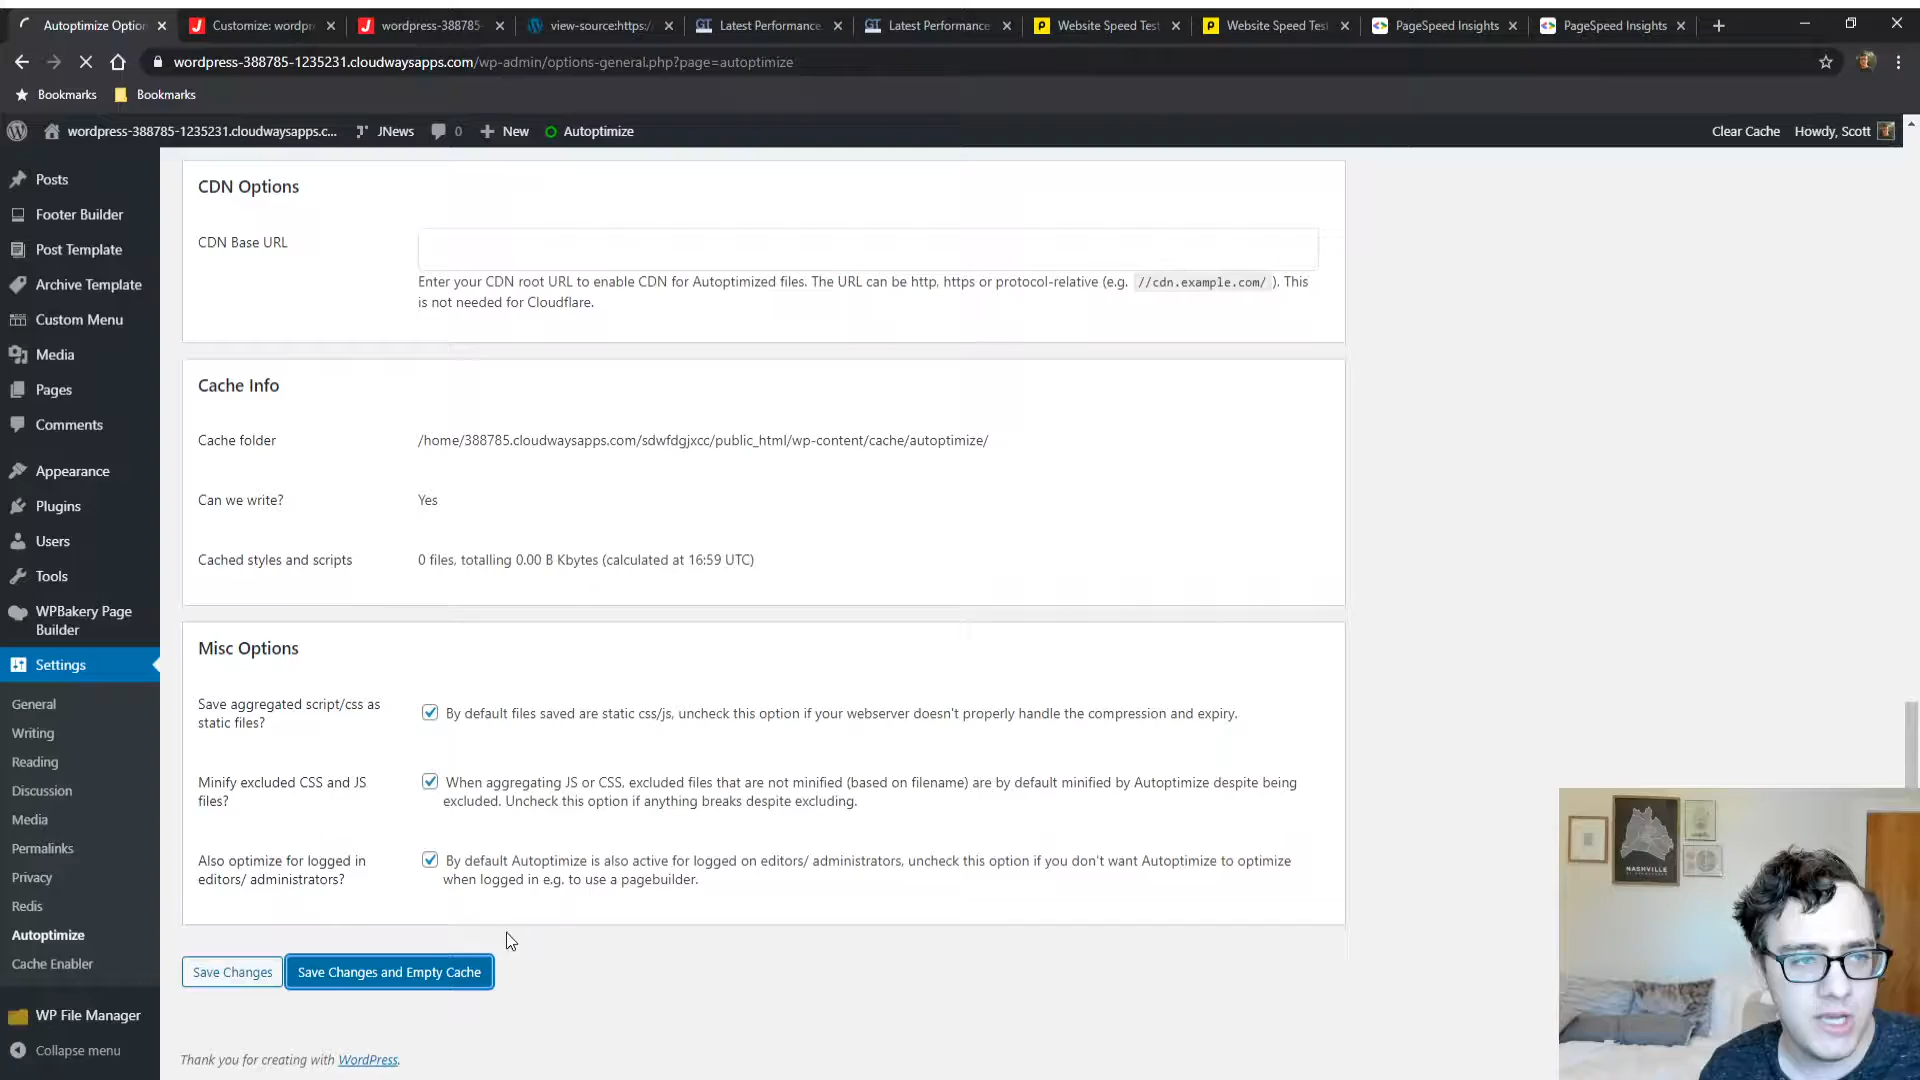 Autoptimize Option
Customize: wordpr
wordpress-388785-
view-source:https:/
Latest Performance
Latest Performance
Website Speed Test
Website Speed Test
PageSpeed Insights
PageSpeed Insights
wordpress-388785-1235231.cloudwaysapps.com/wp-admin/options-general.php?page=autoptimize
Bookmarks
Bookmarks
wordpress-388785-1235231.cloudwaysapps.c...
JNews
0
New
Autoptimize
Clear Cache
Howdy, Scott
Posts
Footer Builder
Post Template
Archive Template
Custom Menu
Media
Pages
Comments
Appearance
Plugins
Users
Tools
WPBakery Page
Builder
Settings
General
Writing
Reading
Discussion
Media
Permalinks
Privacy
Redis
Autoptimize
Cache Enabler
WP File Manager
Collapse menu
CDN Options
CDN Base URL
Enter your CDN root URL to enable CDN for Autoptimized files. The URL can be http, https or protocol-relative (e.g. //cdn.example.com/ ). This
is not needed for Cloudflare.
Cache Info
Cache folder
/home/388785.cloudwaysapps.com/sdwfdgjxcc/public_html/wp-content/cache/autoptimize/
Can we write?
Yes
Cached styles and scripts
0 files, totalling 0.00 B Kbytes (calculated at 16:59 UTC)
Misc Options
Save aggregated script/css as
static files?
By default files saved are static css/js, uncheck this option if your webserver doesn't properly handle the compression and expiry.
Minify excluded CSS and JS
files?
When aggregating JS or CSS, excluded files that are not minified (based on filename) are by default minified by Autoptimize despite being
excluded. Uncheck this option if anything breaks despite excluding.
Also optimize for logged in
editors/ administrators?
By default Autoptimize is also active for logged on editors/ administrators, uncheck this option if you don't want Autoptimize to optimize
when logged in e.g. to use a pagebuilder.
Save Changes
Save Changes and Empty Cache
Thank you for creating with WordPress.
NASHVILLE